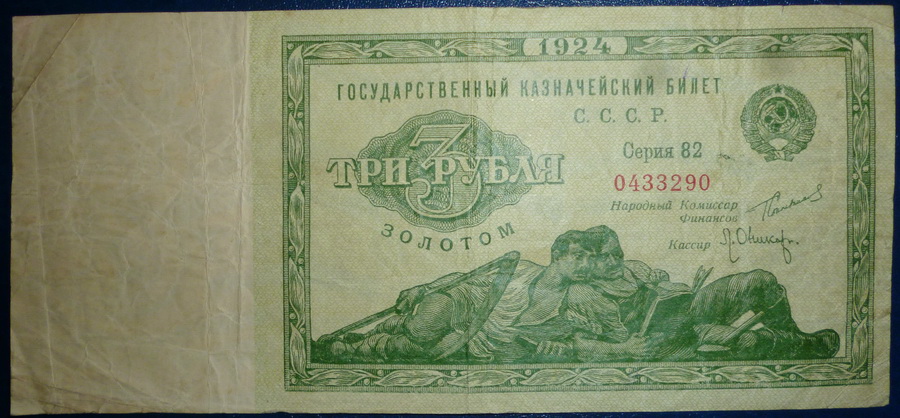 1924
ГОСУДАРСТВЕННЫЙ КАЗНАЧЕЙСКИЙ БИЛЕТ
С. С. С. Р.
3
ТРИ РУБЛЯ
ЗОЛОТОМ
Серия 82
0433290
Народный Комиссар
Финансов
Кассир